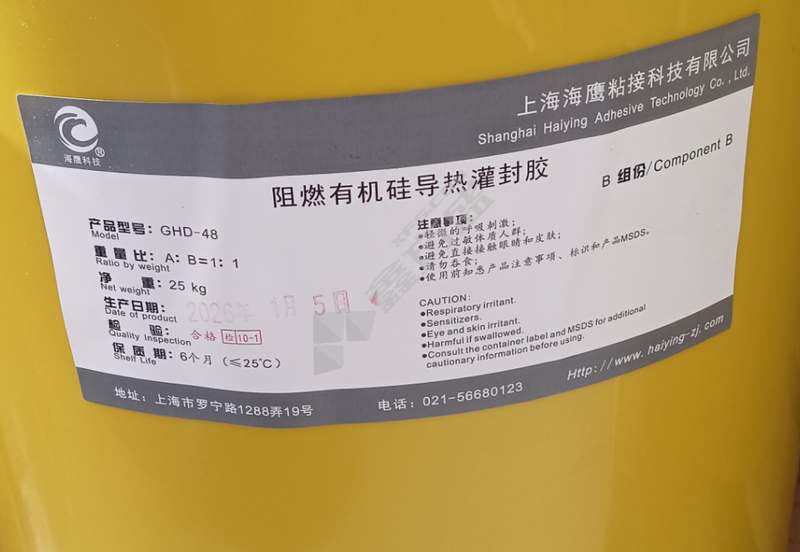 上海海鹰粘接科技有限公司
Shanghai Haiying Adhesive Technology Co., Ltd.
海鹰科技®
阻燃有机硅导热灌封胶
B 组份/Component B
产品型号: GHD-48
Model
重量比: A: B=1: 1
Ratio by weight
净 重: 25 kg
Net weight
生产日期: 2026年 1月 5日
Date of product
检 验: 合格 检10-1
Quality Inspection
保质期: 6个月 (≤25℃)
Shelf Life
注意事项:
•轻微的呼吸刺激;
•避免过敏体质人群;
•避免直接接触眼睛和皮肤;
•请勿吞食;
•使用前知悉产品注意事项、标识和产品MSDS。
CAUTION:
•Respiratory irritant.
•Sensitizers.
•Eye and skin irritant.
•Harmful if swallowed.
•Consult the container label and MSDS for additional
cautionary information before using.
地址: 上海市罗宁路1288弄19号
电话: 021-56680123
Http://www.haiying-zj.com